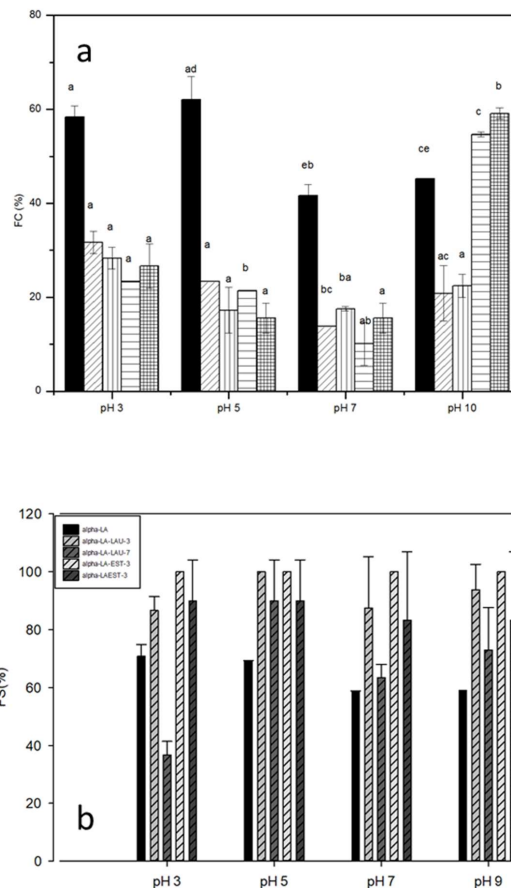 80
a
ad
a
b
60
c
ce
eb
FC (%)
40
a
a
a
a
a
b
a
a
ba
bc
a
ab
ac
a
20
0
pH 3
pH 5
pH 7
pH 10
120
alpha-LA
alpha-LA-LAU-3
alpha-LA-LAU-7
alpha-LA-EST-3
alpha-LAEST-3
100
80
FS(%)
60
40
20
b
0
pH 3
pH 5
pH 7
pH 9